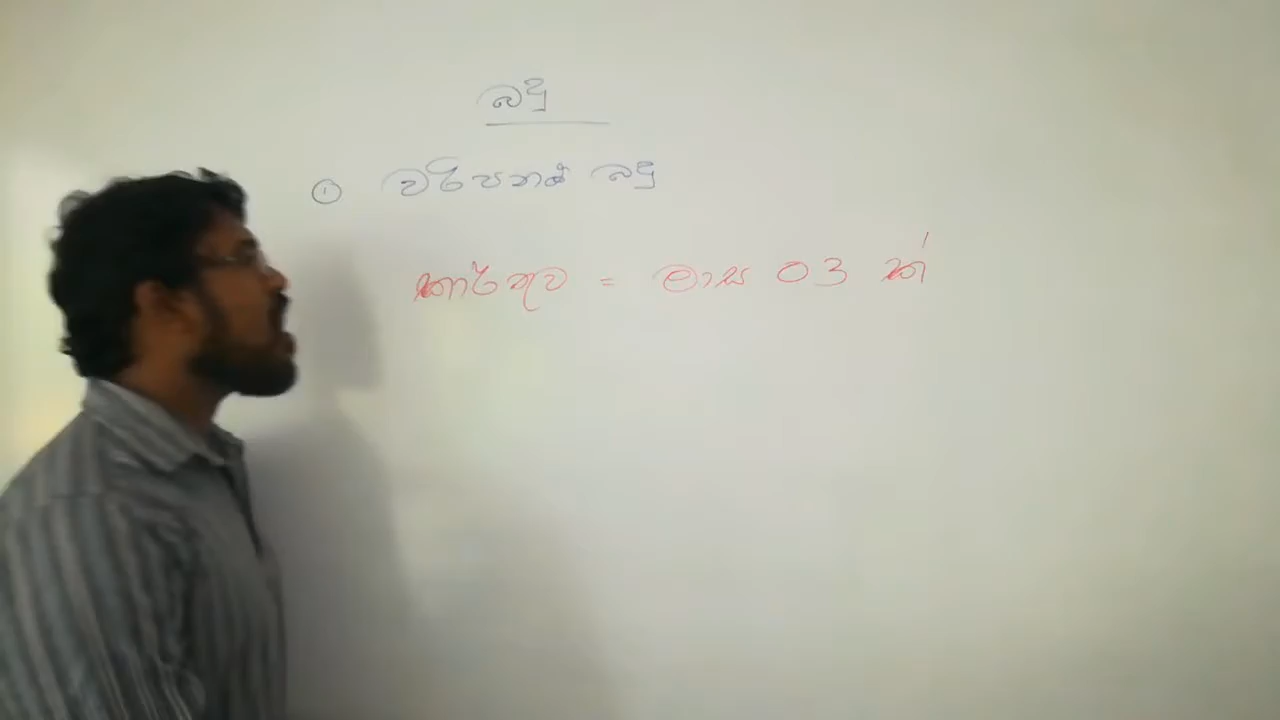 බදු
① වරිපනම් බදු
කාර්තුව = මාස 03 ක්